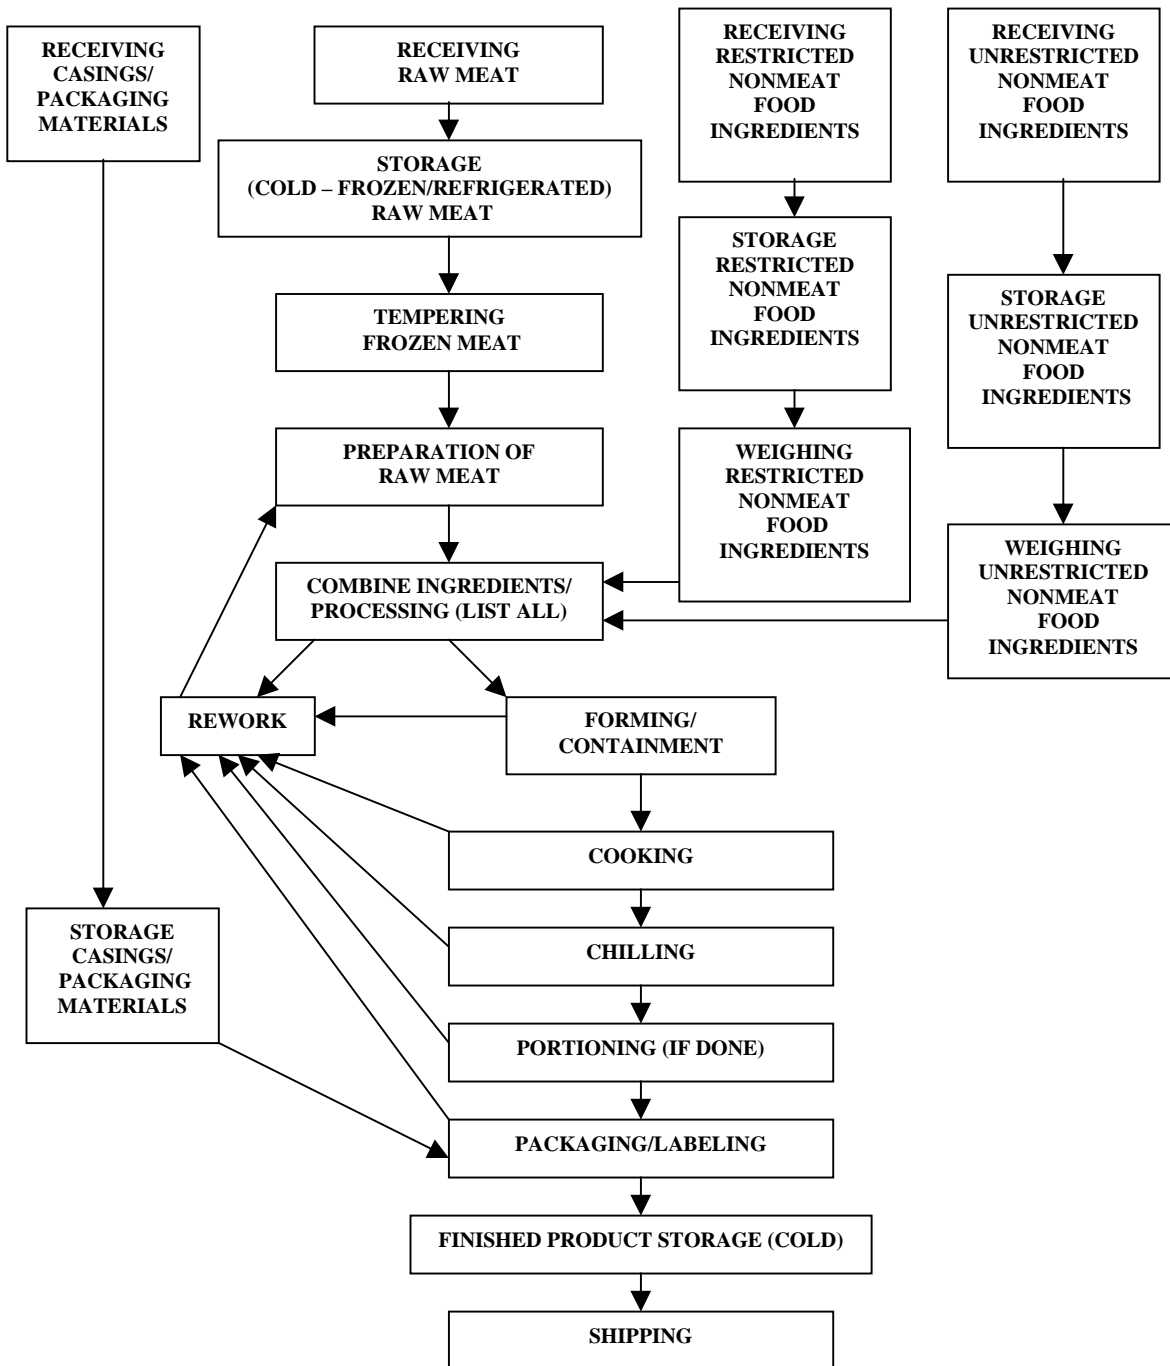 RECEIVING
CASINGS/
PACKAGING
MATERIALS
RECEIVING
RAW MEAT
RECEIVING
RESTRICTED
NONMEAT
FOOD
INGREDIENTS
RECEIVING
UNRESTRICTED
NONMEAT
FOOD
INGREDIENTS
STORAGE
(COLD – FROZEN/REFRIGERATED)
RAW MEAT
STORAGE
RESTRICTED
NONMEAT
FOOD
INGREDIENTS
STORAGE
UNRESTRICTED
NONMEAT
FOOD
INGREDIENTS
TEMPERING
FROZEN MEAT
PREPARATION OF
RAW MEAT
WEIGHING
RESTRICTED
NONMEAT
FOOD
INGREDIENTS
WEIGHING
UNRESTRICTED
NONMEAT
FOOD
INGREDIENTS
COMBINE INGREDIENTS/
PROCESSING (LIST ALL)
REWORK
FORMING/
CONTAINMENT
COOKING
STORAGE
CASINGS/
PACKAGING
MATERIALS
CHILLING
PORTIONING (IF DONE)
PACKAGING/LABELING
FINISHED PRODUCT STORAGE (COLD)
SHIPPING